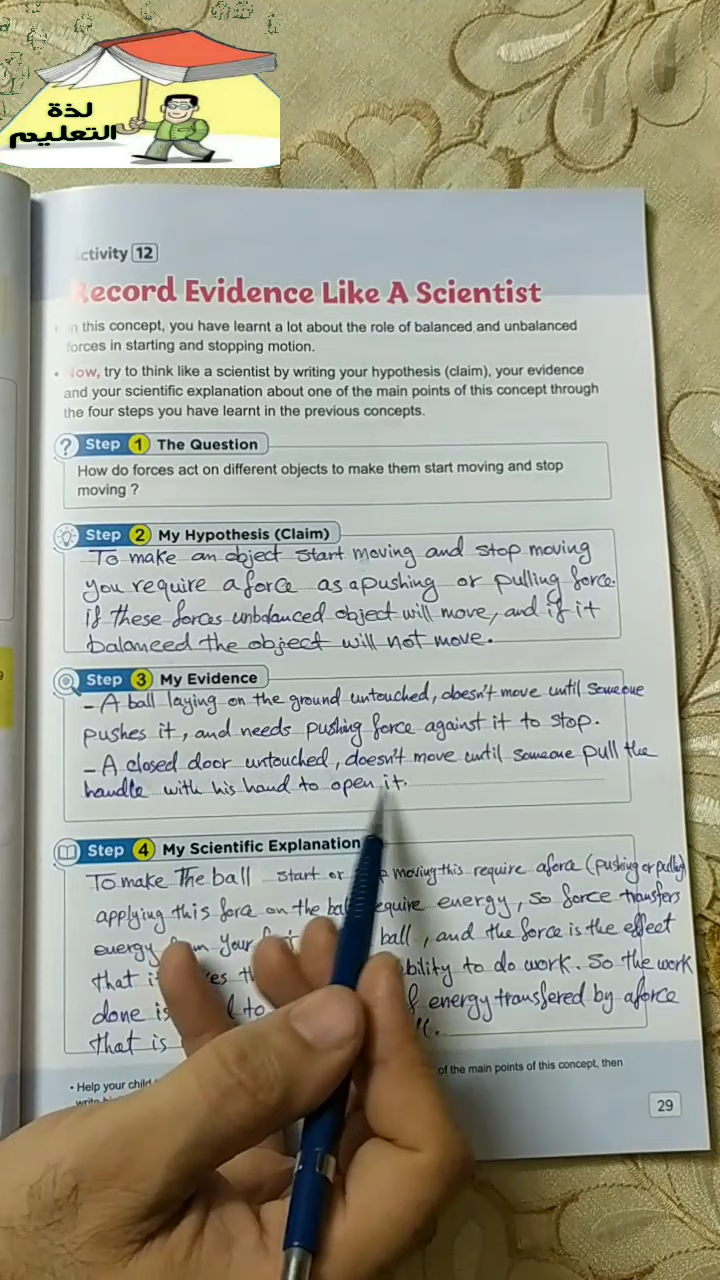 لذة
التعليم
ctivity 12
Record Evidence Like A Scientist
n this concept, you have learnt a lot about the role of balanced and unbalanced
forces in starting and stopping motion.
• Now, try to think like a scientist by writing your hypothesis (claim), your evidence
and your scientific explanation about one of the main points of this concept through
the four steps you have learnt in the previous concepts.
? Step 1 The Question
How do forces act on different objects to make them start moving and stop
moving ?
Step 2 My Hypothesis (Claim)
To make an object start moving and stop moving
you require a force as a pushing or pulling force.
if these forces unbalanced object will move, and if it
balanced the object will not move.
Step 3 My Evidence
- A ball laying on the ground untouched, doesn't move until someone
pushes it, and needs pushing force against it to stop.
- A closed door untouched, doesn't move until someone pull the
handle with his hand to open it.
Step 4 My Scientific Explanation
To make The ball start or moving this require a force (pushing or pulling)
applying this force on the require energy, so force transfers
energy your ball, and the force is the effect
that bility to do work. So the work
done is to energy transfered by a force
that is
• Help your child of the main points of this concept, then
29